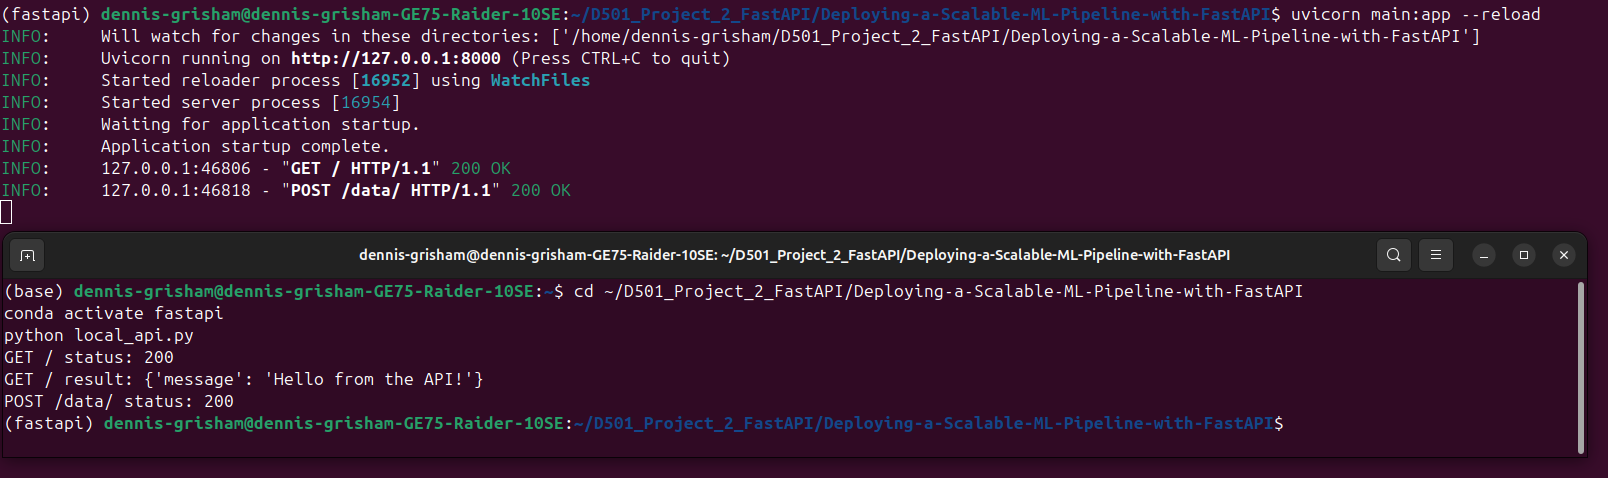 (fastapi) dennis-grisham@dennis-grisham-GE75-Raider-10SE:~/D501_Project_2_FastAPI/Deploying-a-Scalable-ML-Pipeline-with-FastAPI$ uvicorn main:app --reload
INFO:     Will watch for changes in these directories: ['/home/dennis-grisham/D501_Project_2_FastAPI/Deploying-a-Scalable-ML-Pipeline-with-FastAPI']
INFO:     Uvicorn running on http://127.0.0.1:8000 (Press CTRL+C to quit)
INFO:     Started reloader process [16952] using WatchFiles
INFO:     Started server process [16954]
INFO:     Waiting for application startup.
INFO:     Application startup complete.
INFO:     127.0.0.1:46806 - "GET / HTTP/1.1" 200 OK
INFO:     127.0.0.1:46818 - "POST /data/ HTTP/1.1" 200 OK
dennis-grisham@dennis-grisham-GE75-Raider-10SE: ~/D501_Project_2_FastAPI/Deploying-a-Scalable-ML-Pipeline-with-FastAPI
(base) dennis-grisham@dennis-grisham-GE75-Raider-10SE:~$ cd ~/D501_Project_2_FastAPI/Deploying-a-Scalable-ML-Pipeline-with-FastAPI
conda activate fastapi
python local_api.py
GET / status: 200
GET / result: {'message': 'Hello from the API!'}
POST /data/ status: 200
(fastapi) dennis-grisham@dennis-grisham-GE75-Raider-10SE:~/D501_Project_2_FastAPI/Deploying-a-Scalable-ML-Pipeline-with-FastAPI$